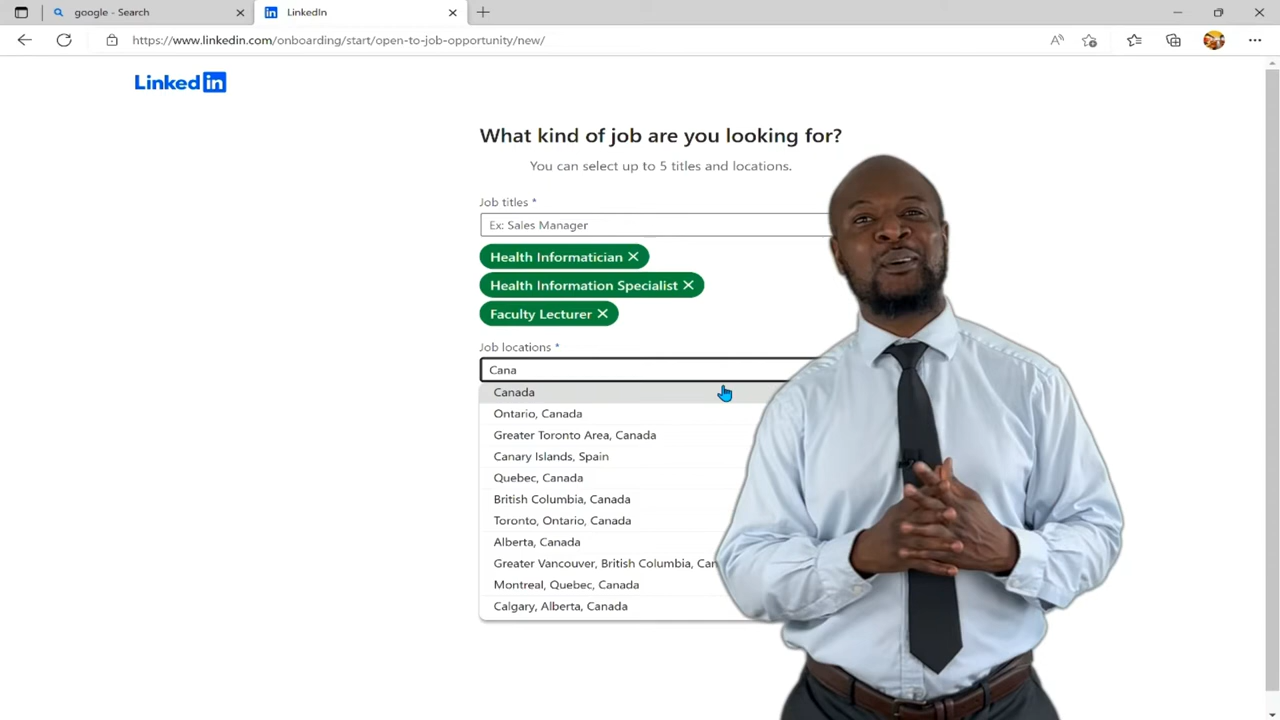 google - Search
LinkedIn
https://www.linkedin.com/onboarding/start/open-to-job-opportunity/new/
Linked in
What kind of job are you looking for?
You can select up to 5 titles and locations.
Job titles *
Ex: Sales Manager
Health Informatician
Health Information Specialist
Faculty Lecturer
Job locations *
Cana
Canada
Ontario, Canada
Greater Toronto Area, Canada
Canary Islands, Spain
Quebec, Canada
British Columbia, Canada
Toronto, Ontario, Canada
Alberta, Canada
Greater Vancouver, British Columbia,
Montreal, Quebec, Canada
Calgary, Alberta, Canada